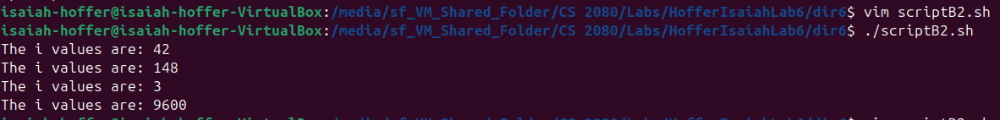 isaiah-hoffer@isaiah-hoffer-VirtualBox:/media/sf_VM_Shared_Folder/CS 2080/Labs/HofferIsaiahLab6/dir6$ vim scriptB2.sh
isaiah-hoffer@isaiah-hoffer-VirtualBox:/media/sf_VM_Shared_Folder/CS 2080/Labs/HofferIsaiahLab6/dir6$ ./scriptB2.sh
The i values are: 42
The i values are: 148
The i values are: 3
The i values are: 9600